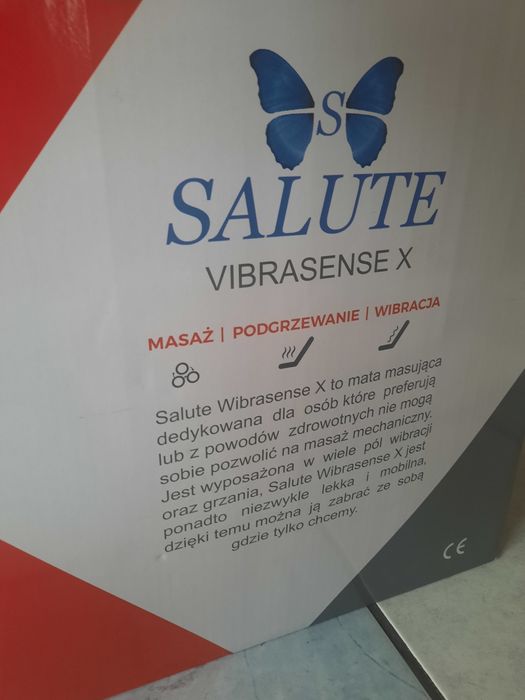 S
SALUTE
VIBRASENSE X
MASAŻ | PODGRZEWANIE | WIBRACJA
Salute Wibrasense X to mata masująca
dedykowana dla osób które preferują
lub z powodów zdrowotnych nie mogą
sobie pozwolić na masaż mechaniczny.
Jest wyposażona w wiele pól wibracji
oraz grzania, Salute Wibrasense X jest
ponadto niezwykle lekka i mobilna,
dzięki temu można ją zabrać ze sobą
gdzie tylko chcemy.
CE